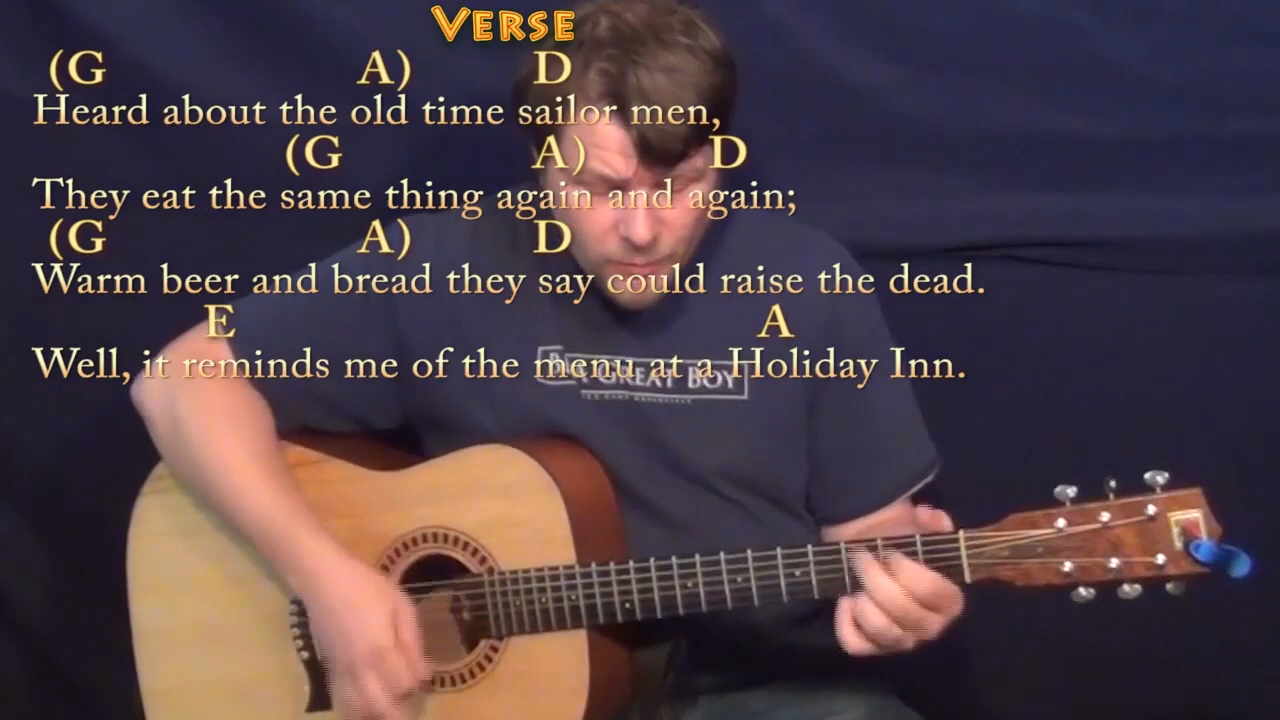 VERSE
(G A) D
Heard about the old time sailor men,
(G A) D
They eat the same thing again and again;
(G A) D
Warm beer and bread they say could raise the dead.
E A
Well, it reminds me of the menu at a Holiday Inn.
GREAT BOY